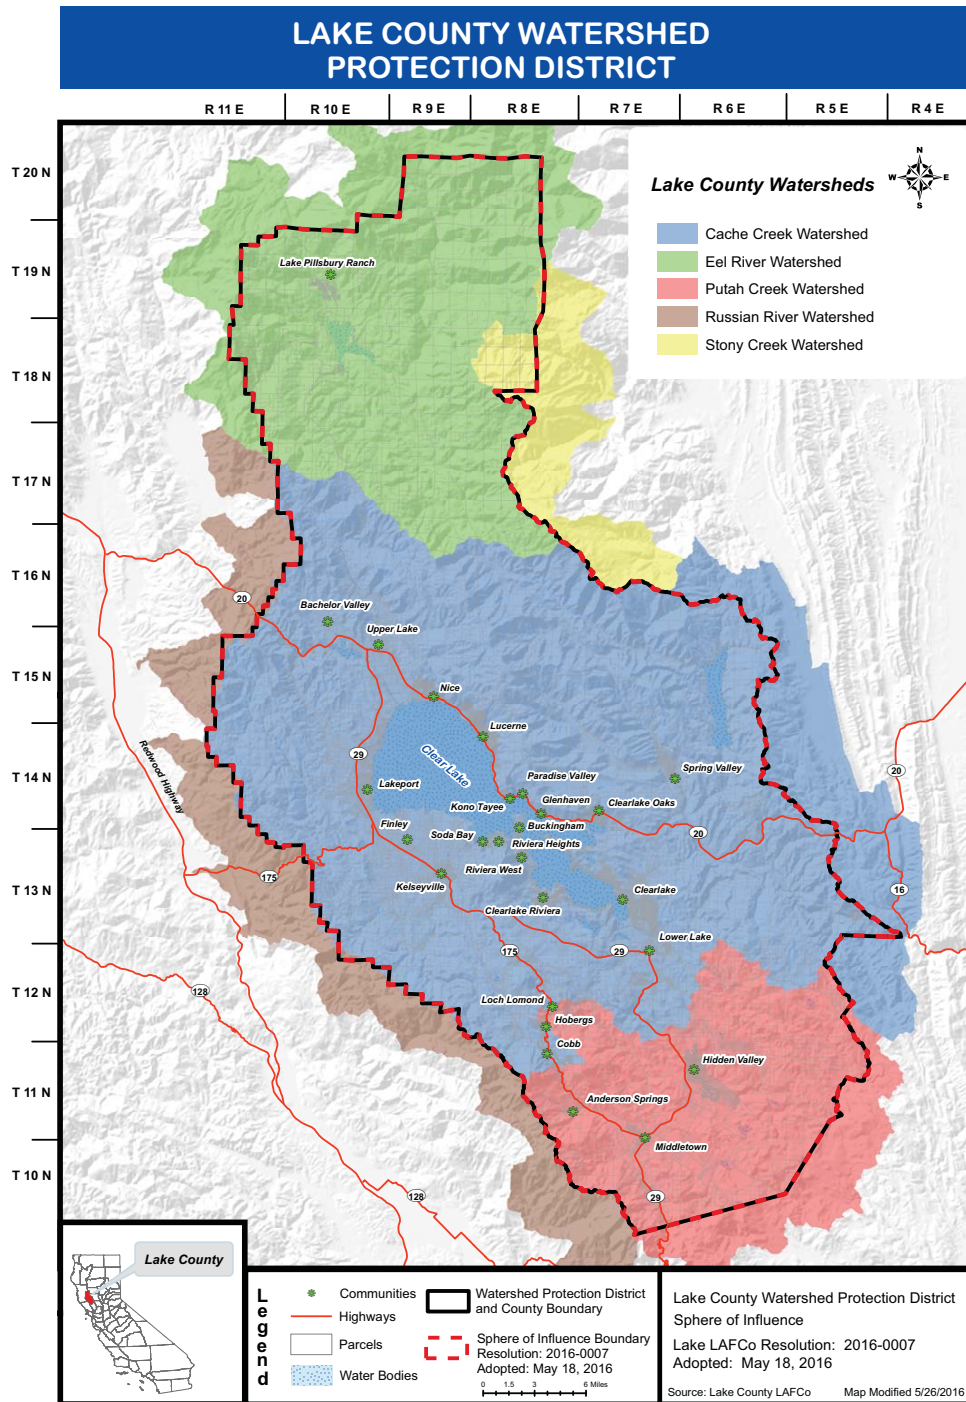 LAKE COUNTY WATERSHED
PROTECTION DISTRICT
R 11 E
R 10 E
R 9 E
R 8 E
R 7 E
R 6 E
R 5 E
R 4 E
T 20 N
T 19 N
T 18 N
T 17 N
T 16 N
T 15 N
T 14 N
T 13 N
T 12 N
T 11 N
T 10 N
Lake County Watersheds
N
W
E
S
Cache Creek Watershed
Eel River Watershed
Putah Creek Watershed
Russian River Watershed
Stony Creek Watershed
Lake Pillsbury Ranch
20
Bachelor Valley
Upper Lake
Nice
Lucerne
Clear Lake
Redwood Highway
29
Lakeport
Paradise Valley
Spring Valley
20
Kono Tayee
Glenhaven
Clearlake Oaks
Finley
Soda Bay
Buckingham
20
Riviera Heights
Riviera West
175
Kelseyville
Clearlake
16
Clearlake Riviera
175
29
Lower Lake
128
Loch Lomond
Hobergs
Cobb
Hidden Valley
Anderson Springs
Middletown
128
29
Lake County
Legend
Communities
Highways
Parcels
Water Bodies
Watershed Protection District
and County Boundary
Sphere of Influence Boundary
Resolution: 2016-0007
Adopted: May 18, 2016
0 1.5 3 6 Miles
Lake County Watershed Protection District
Sphere of Influence
Lake LAFCo Resolution: 2016-0007
Adopted: May 18, 2016
Source: Lake County LAFCo
Map Modified 5/26/2016